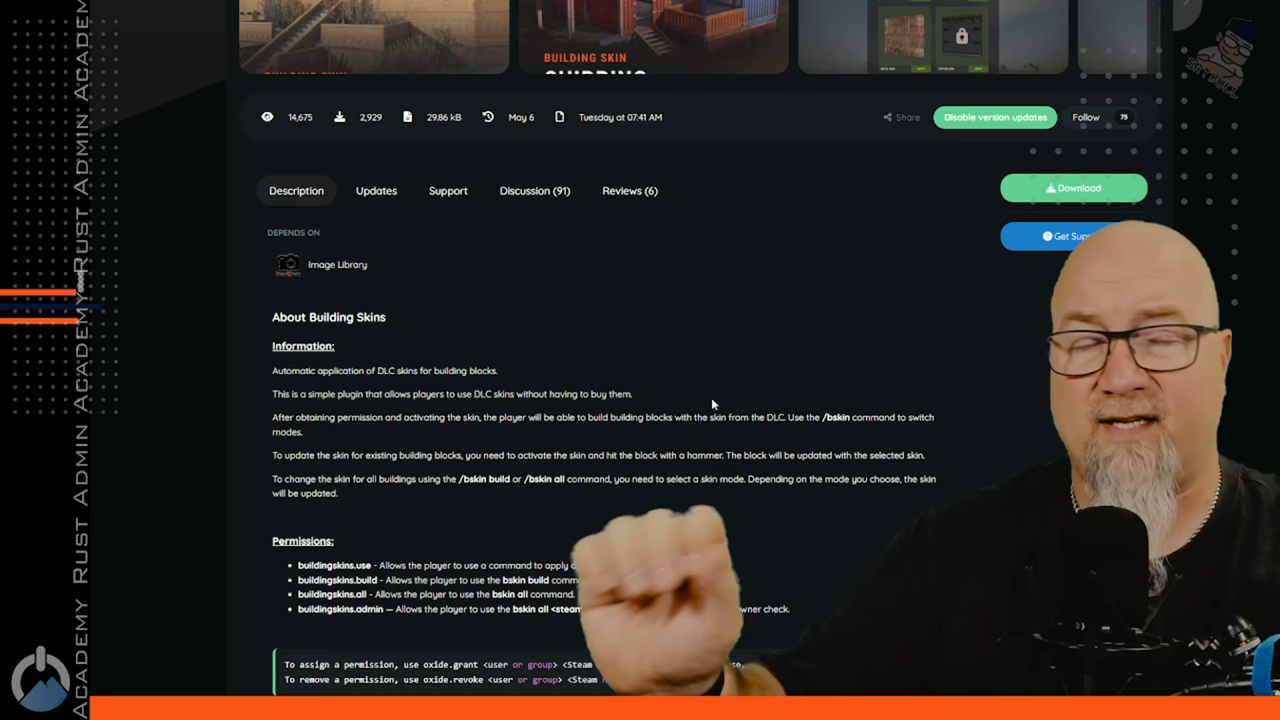 BUILDING SKIN
14,675
2,929
29.86 kB
May 6
Tuesday at 07:41 AM
Share
Disable version updates
Follow
75
Description
Updates
Support
Discussion (91)
Reviews (6)
Download
Get Supp
DEPENDS ON
Image Library
About Building Skins
Information:
Automatic application of DLC skins for building blocks.
This is a simple plugin that allows players to use DLC skins without having to buy them.
After obtaining permission and activating the skin, the player will be able to build building blocks with the skin from the DLC. Use the /bskin command to switch
modes.
To update the skin for existing building blocks, you need to activate the skin and hit the block with a hammer. The block will be updated with the selected skin.
To change the skin for all buildings using the /bskin build or /bskin all command, you need to select a skin mode. Depending on the mode you choose, the skin
will be updated.
Permissions:
buildingskins.use - Allows the player to use a command to apply
buildingskins.build - Allows the player to use the bskin build comm
buildingskins.all - Allows the player to use the bskin all command.
buildingskins.admin — Allows the player to use the bskin all <steam wner check.
To assign a permission, use oxide.grant <user or group> <Steam
To remove a permission, use oxide.revoke <user or group> <Steam
ACADEMY RUST ADMIN ACADEMY RUST ADMIN ACADEM
SRTBULL